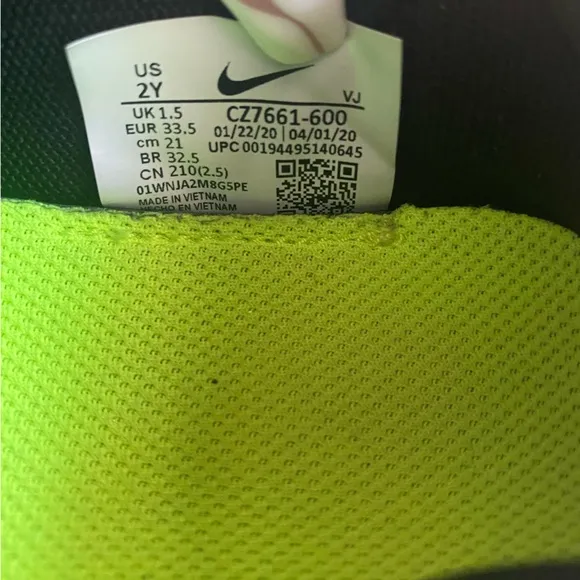 US
2Y
VJ
UK 1.5
CZ7661-600
EUR 33.5
01/22/20 | 04/01/20
cm 21
UPC 00194495140645
BR 32.5
CN 210(2.5)
01WNJA2M8G5PE
MADE IN VIETNAM
HECHO EN VIETNAM